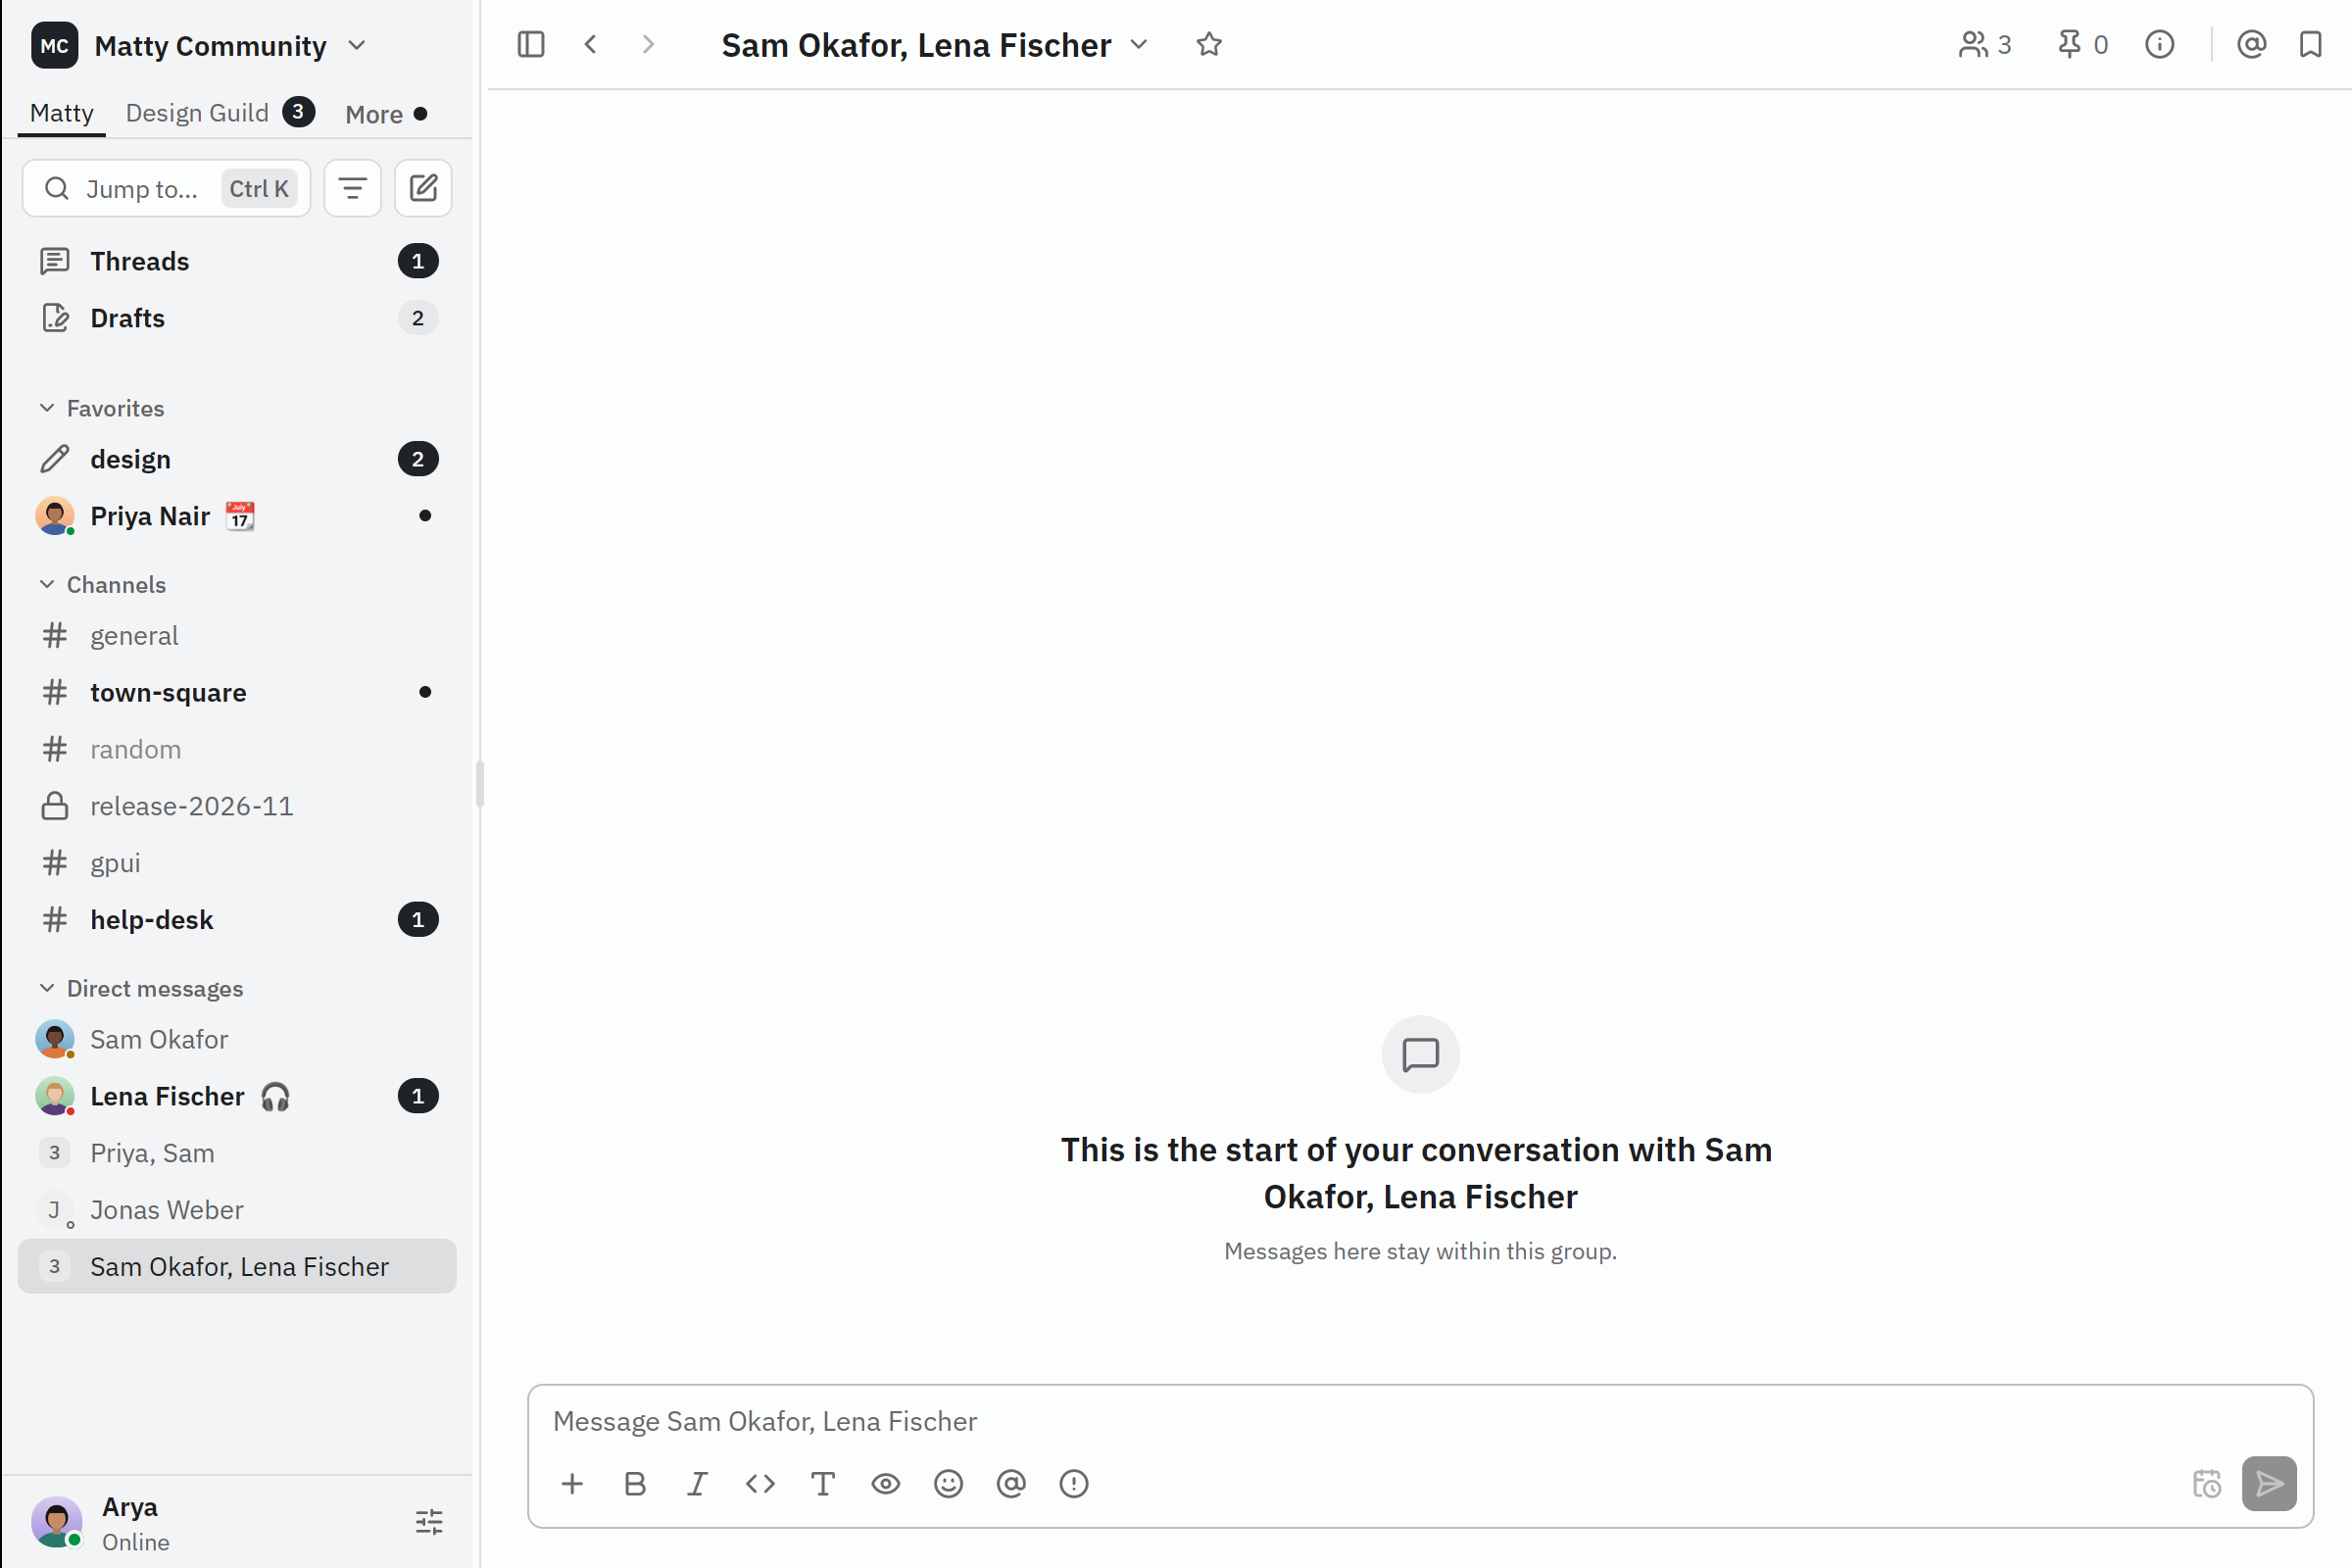 MC Matty Community
Matty Design Guild 3 More
Jump to... Ctrl K
Threads 1
Drafts 2
Favorites
design 2
Priya Nair July 17
Channels
general
town-square
random
release-2026-11
gpui
help-desk 1
Direct messages
Sam Okafor
Lena Fischer 1
3 Priya, Sam
J Jonas Weber
3 Sam Okafor, Lena Fischer
Arya
Online
Sam Okafor, Lena Fischer 3 0
This is the start of your conversation with Sam
Okafor, Lena Fischer
Messages here stay within this group.
Message Sam Okafor, Lena Fischer